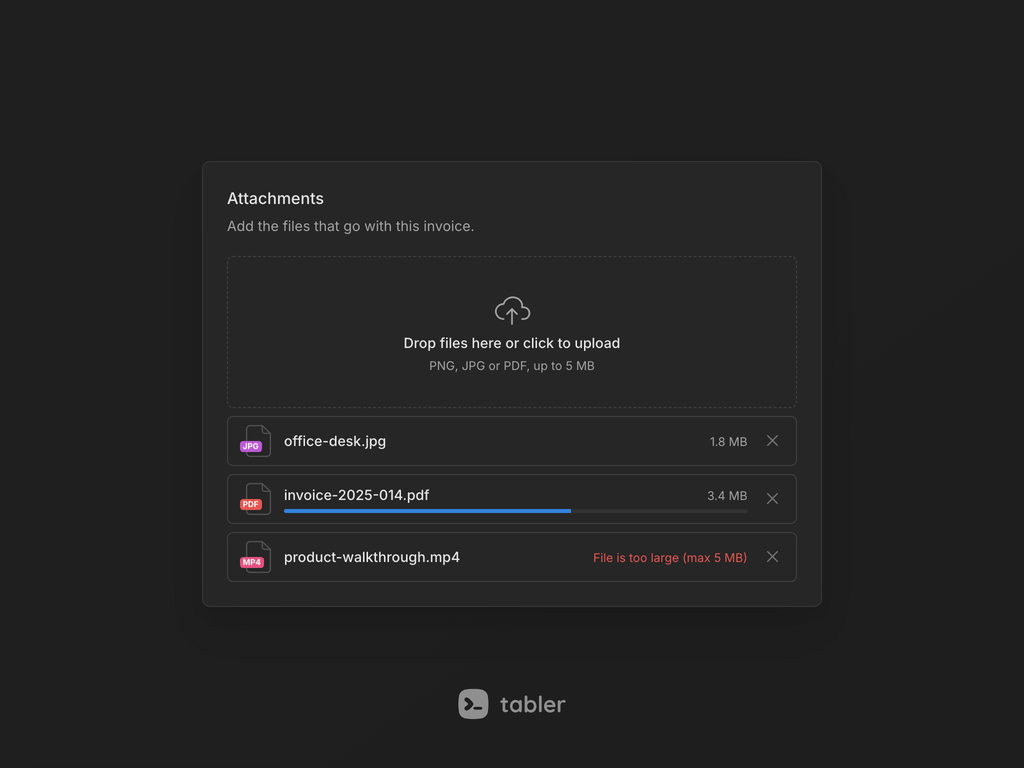 Attachments
Add the files that go with this invoice.
Drop files here or click to upload
PNG, JPG or PDF, up to 5 MB
JPG office-desk.jpg 1.8 MB
PDF invoice-2025-014.pdf 3.4 MB
MP4 product-walkthrough.mp4 File is too large (max 5 MB)
tabler